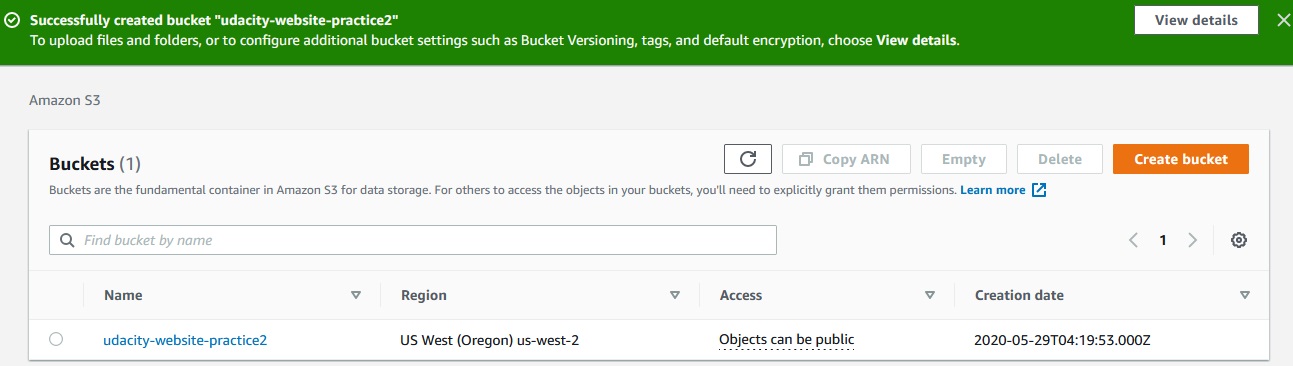 Successfully created bucket "udacity-website-practice2"
View details
To upload files and folders, or to configure additional bucket settings such as Bucket Versioning, tags, and default encryption, choose View details.
Amazon S3
Buckets (1)
Copy ARN
Empty
Delete
Create bucket
Buckets are the fundamental container in Amazon S3 for data storage. For others to access the objects in your buckets, you'll need to explicitly grant them permissions. Learn more
Find bucket by name
1
Name
Region
Access
Creation date
udacity-website-practice2
US West (Oregon) us-west-2
Objects can be public
2020-05-29T04:19:53.000Z